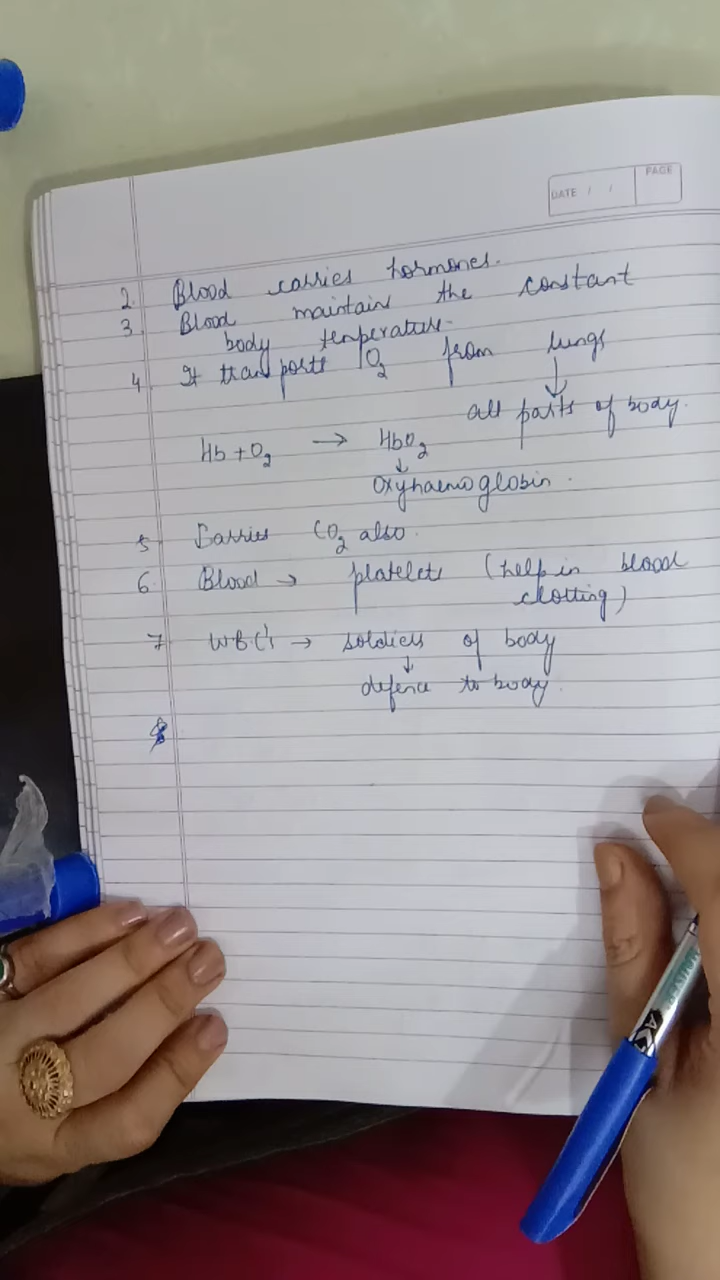 PAGE
DATE / /
2. Blood carries hormones.
3. Blood maintain the constant
body temperature.
4. It transports O2 from lungs
↓
all parts of body.
Hb + O2 → HbO2
↓
Oxyhaemoglobin.
5. Carries CO2 also.
6. Blood → platelets (help in blood
clotting)
7. WBC's → soldiers of body
↓
defence to body.